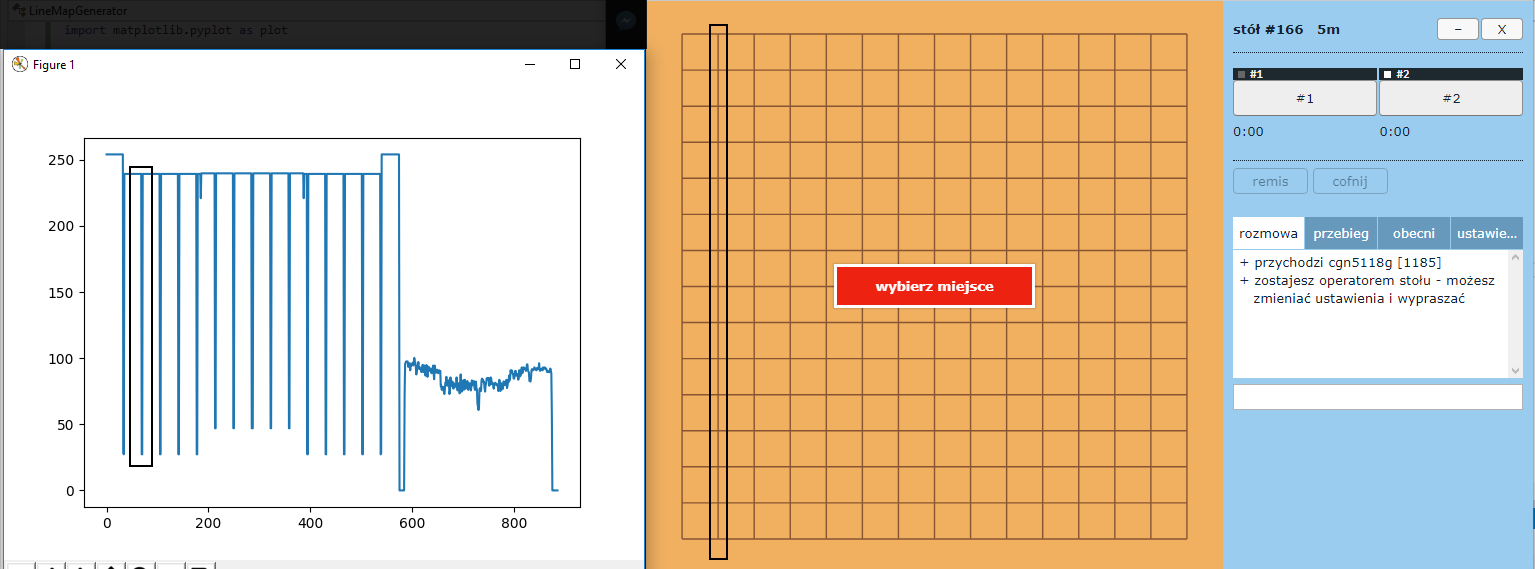 LineMapGenerator
import matplotlib.pyplot as plot
Figure 1
250
200
150
100
50
0
0 200 400 600 800
wybierz miejsce
stół #166 5m
– X
#1 #2
#1 #2
0:00 0:00
remis cofnij
rozmowa przebieg obecni ustawie...
+ przychodzi cgn5118g [1185]
+ zostajesz operatorem stołu - możesz
zmieniać ustawienia i wypraszać